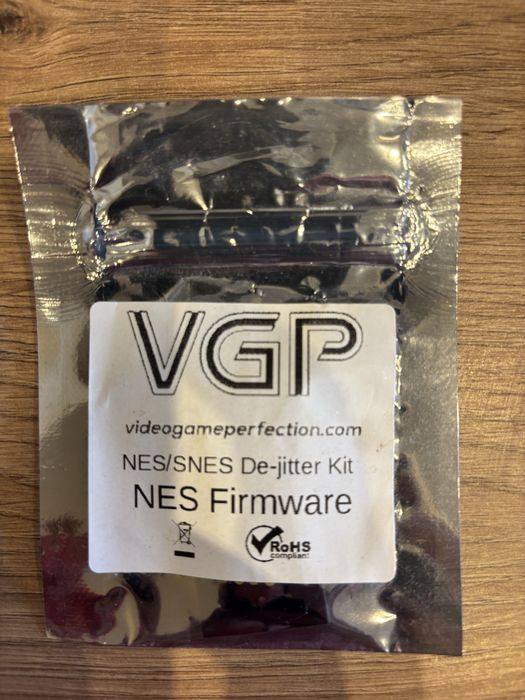 VGP
videogameperfection.com
NES/SNES De-jitter Kit
NES Firmware
RoHS
compliant